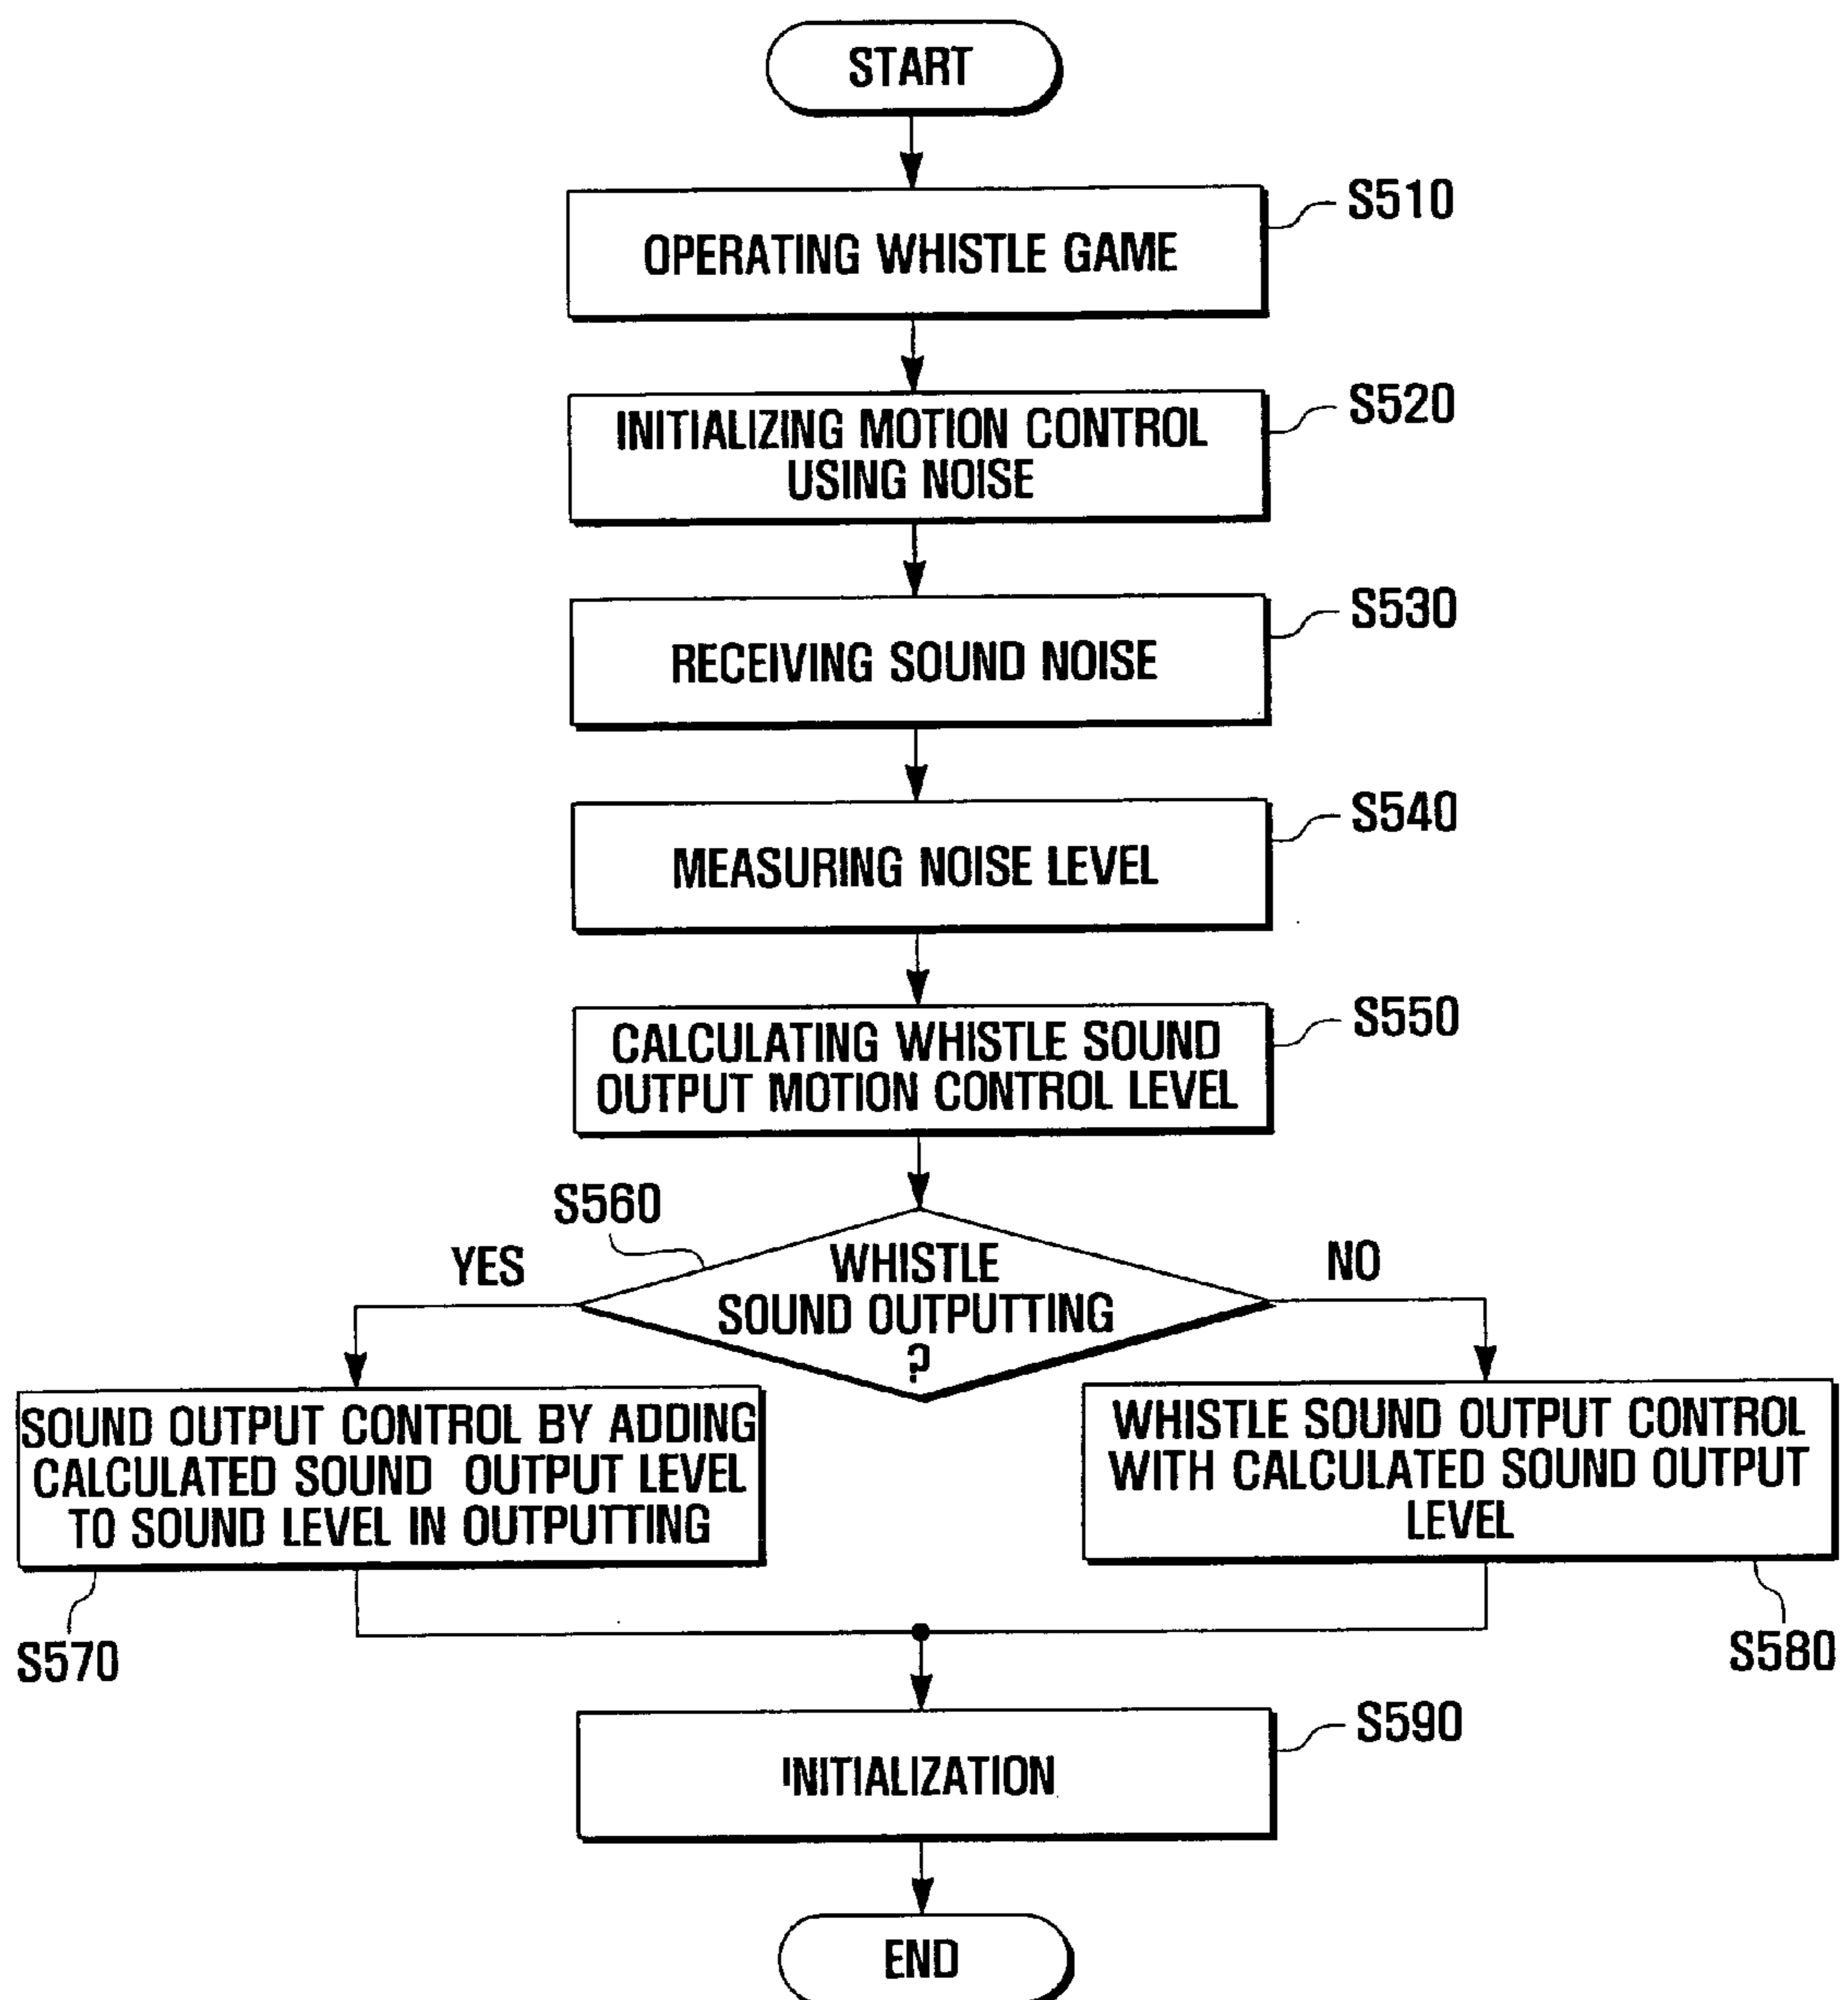 START
S510
OPERATING WHISTLE GAME
S520
INITIALIZING MOTION CONTROL
USING NOISE
S530
RECEIVING SOUND NOISE
S540
MEASURING NOISE LEVEL
S550
CALCULATING WHISTLE SOUND
OUTPUT MOTION CONTROL LEVEL
S560
YES
WHISTLE
SOUND OUTPUTTING
?
NO
SOUND OUTPUT CONTROL BY ADDING
CALCULATED SOUND OUTPUT LEVEL
TO SOUND LEVEL IN OUTPUTTING
WHISTLE SOUND OUTPUT CONTROL
WITH CALCULATED SOUND OUTPUT
LEVEL
S570
S580
S590
INITIALIZATION
END